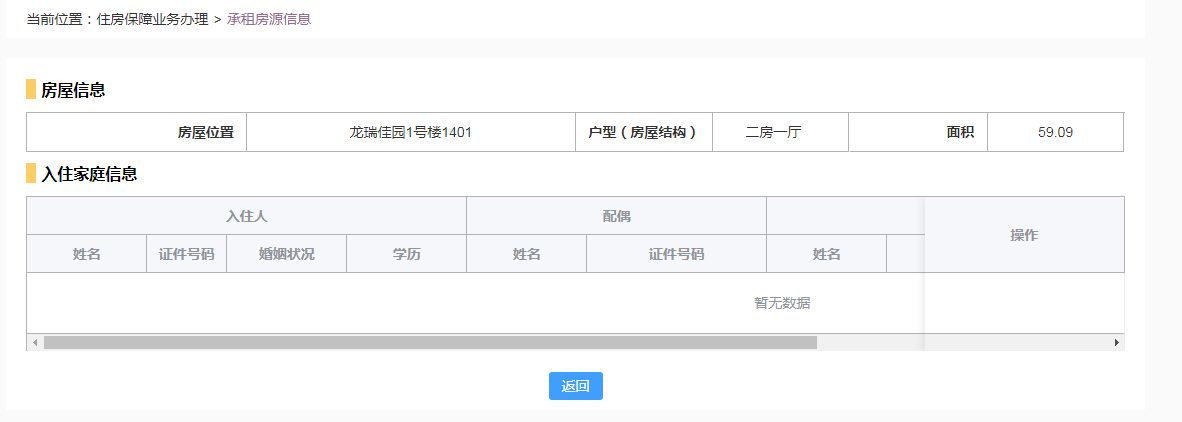 当前位置：住房保障业务办理 > 承租房源信息
房屋信息
房屋位置 龙瑞佳园1号楼1401 户型（房屋结构） 二房一厅 面积 59.09
入住家庭信息
入住人 配偶 操作
姓名 证件号码 婚姻状况 学历 姓名 证件号码 姓名
暂无数据
返回